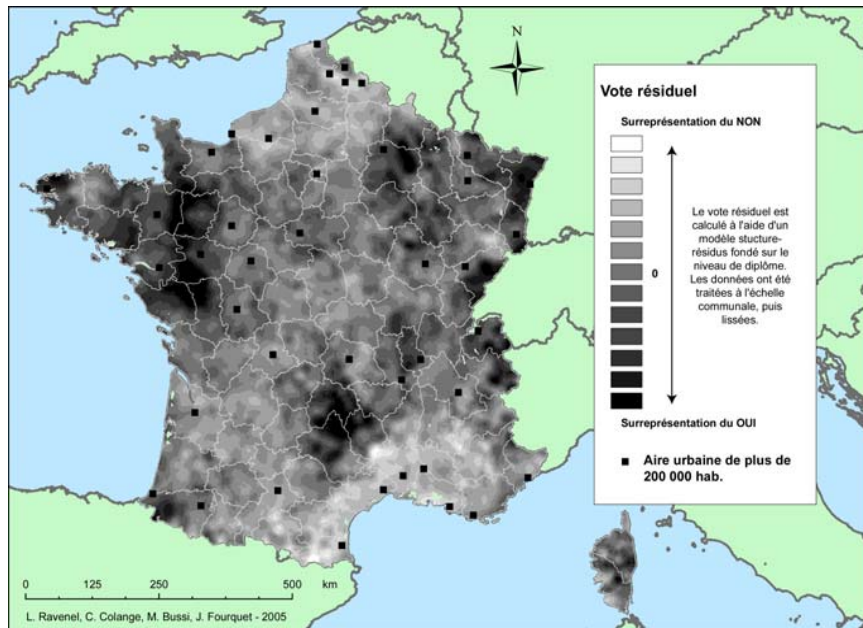 N
Vote résiduel
Surreprésentation du NON
0
Le vote résiduel est
calculé à l'aide d'un
modèle stucture-
résidus fondé sur le
niveau de diplôme.
Les données ont été
traitées à l'échelle
communale, puis
lissées.
Surreprésentation du OUI
Aire urbaine de plus de
200 000 hab.
0 125 250 500 km
L. Ravenel, C. Colange, M. Bussi, J. Fourquet - 2005